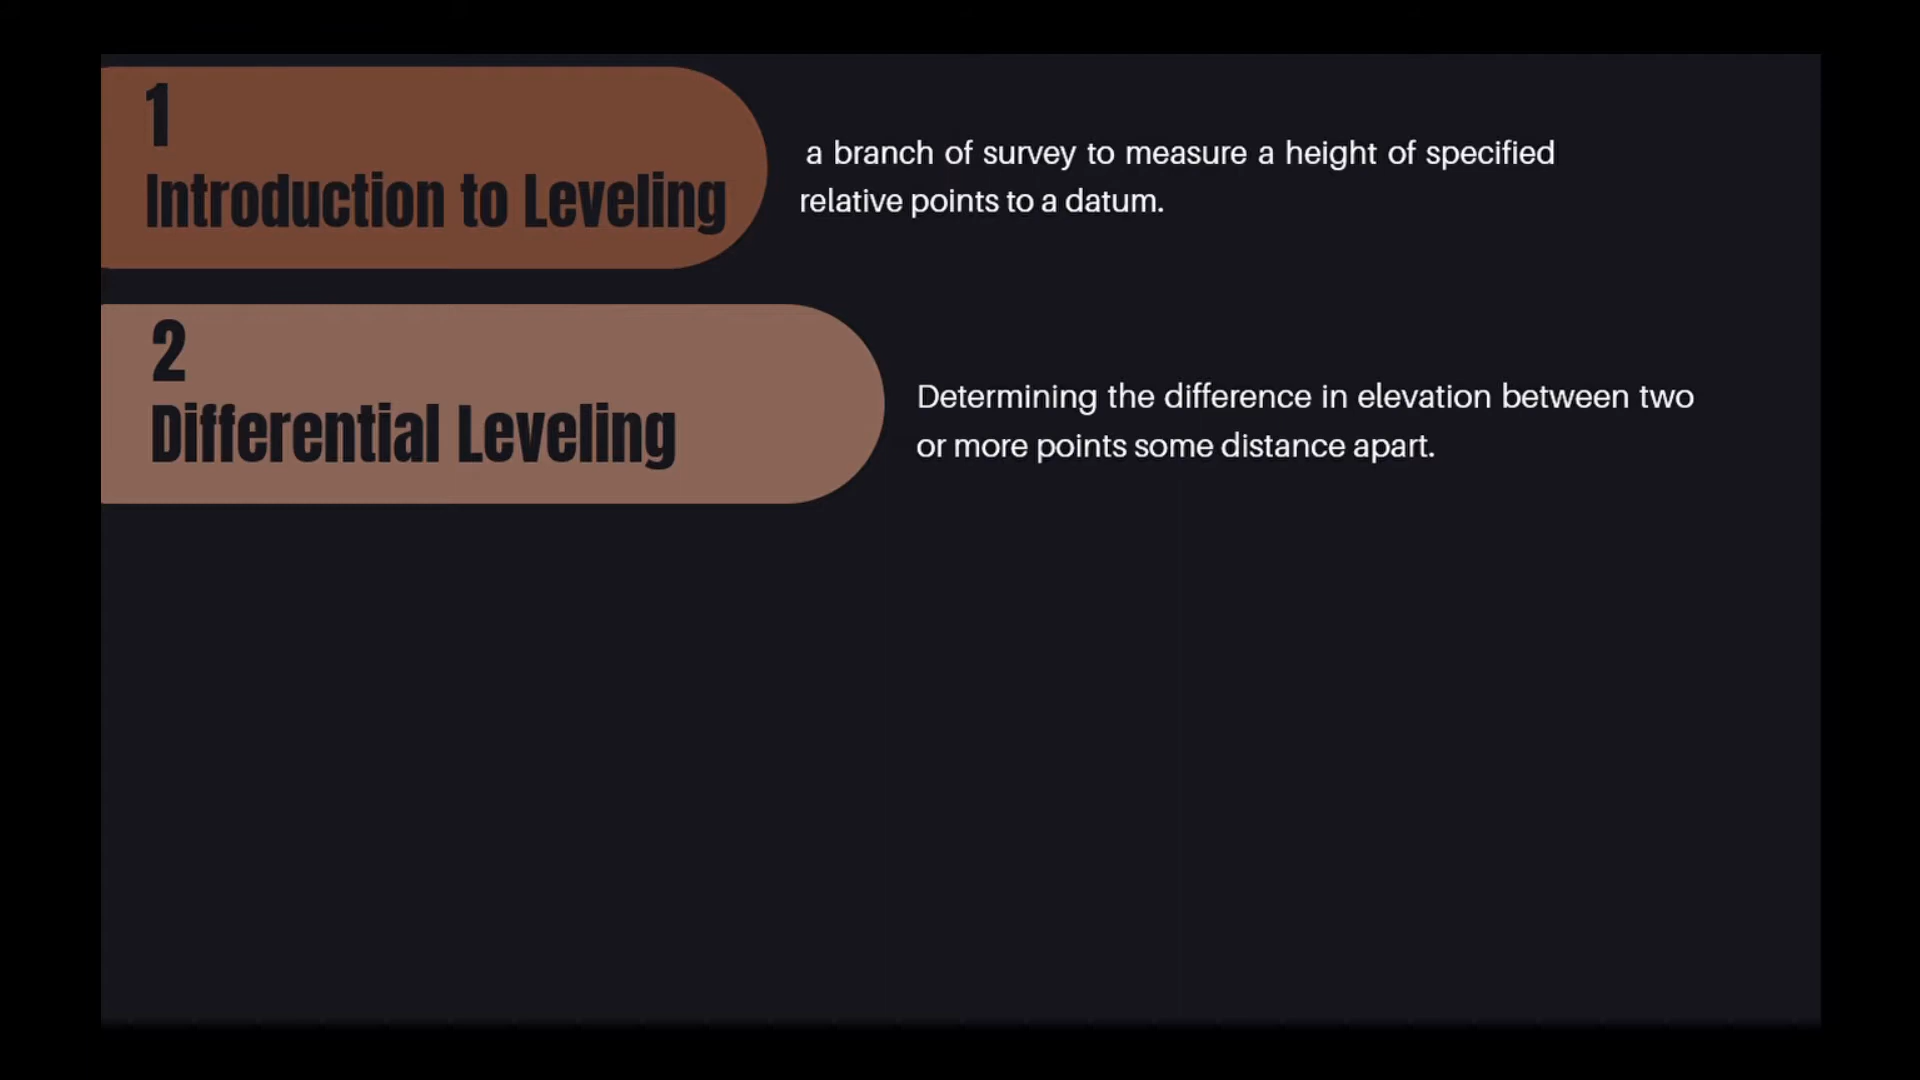 1
Introduction to Leveling
a branch of survey to measure a height of specified
relative points to a datum.
2
Differential Leveling
Determining the difference in elevation between two
or more points some distance apart.